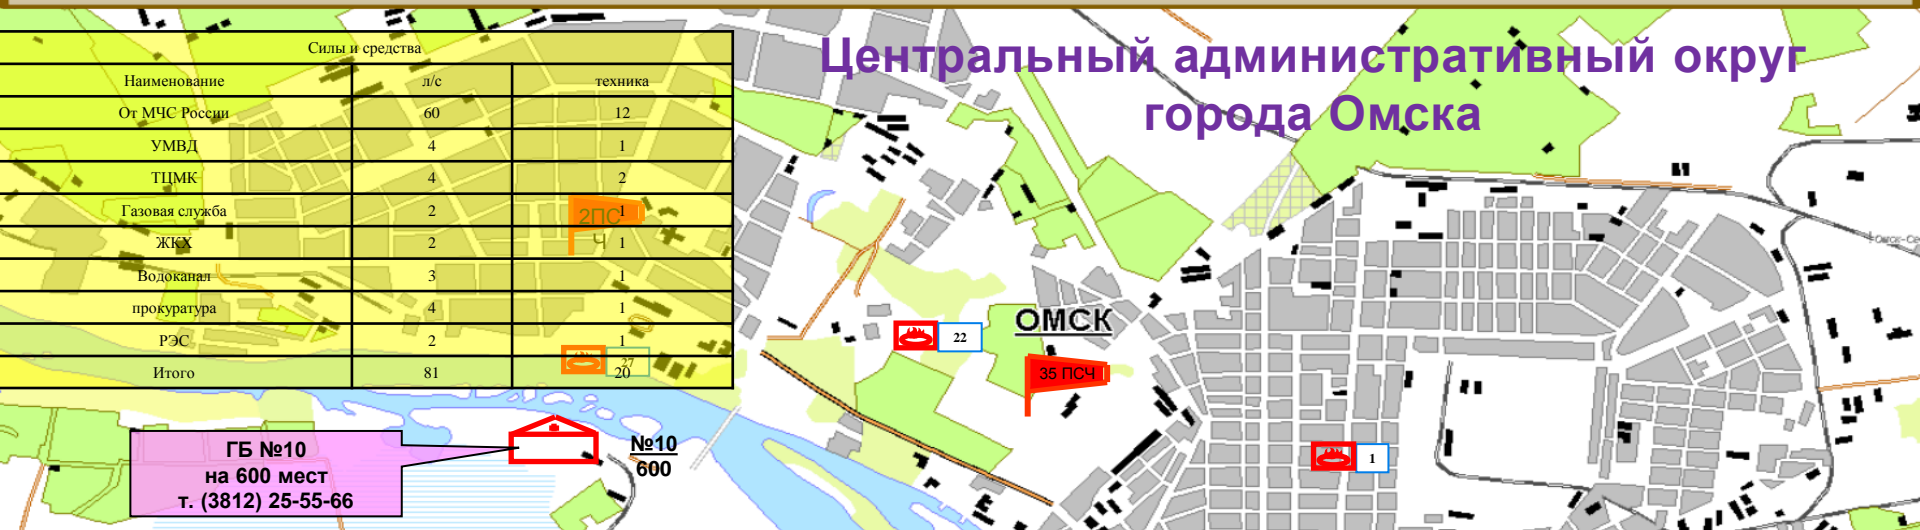 Центральный административный округ
города Омска
Силы и средства
Наименование л/с техника
От МЧС России 60 12
УМВД 4 1
ТЦМК 4 2
Газовая служба 2 1
ЖКХ 2 1
Водоканал 3 1
прокуратура 4 1
РЭС 2 1
Итого 81 20
2ПС
Ч
27
22
ОМСК
35 ПСЧ
1
ГБ №10
на 600 мест
т. (3812) 25-55-66
№10
600